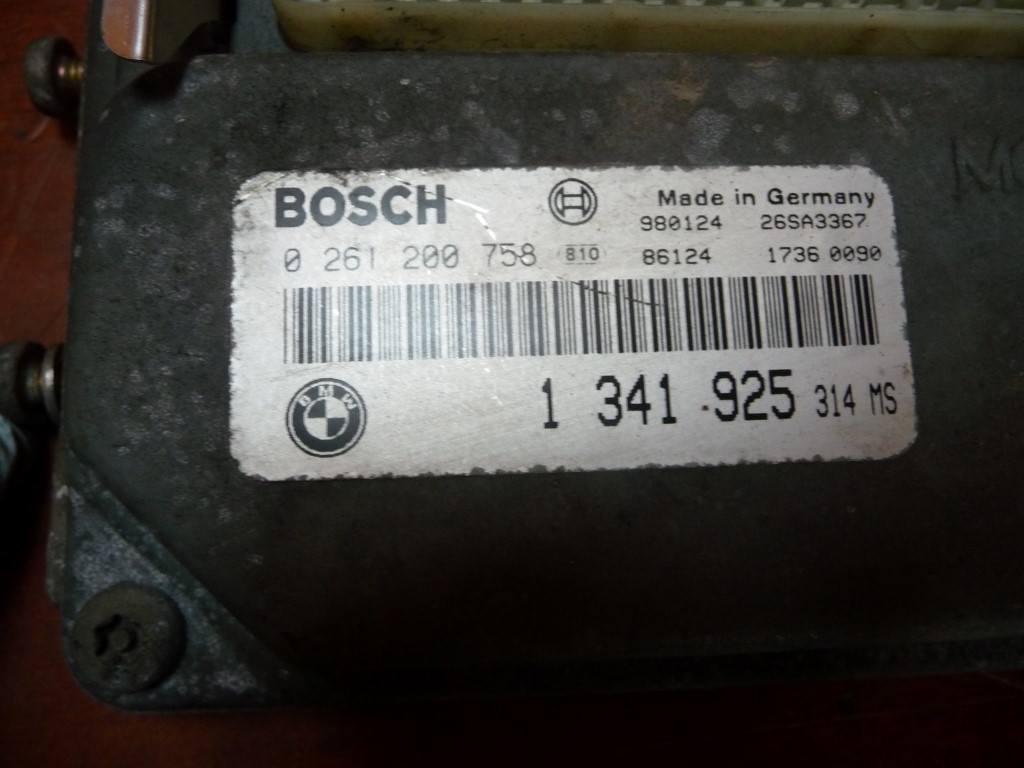 BOSCH Made in Germany
980124 26SA3367
0 261 200 758 810 86124 1736 0090
BMW 1 341 925 314 MS